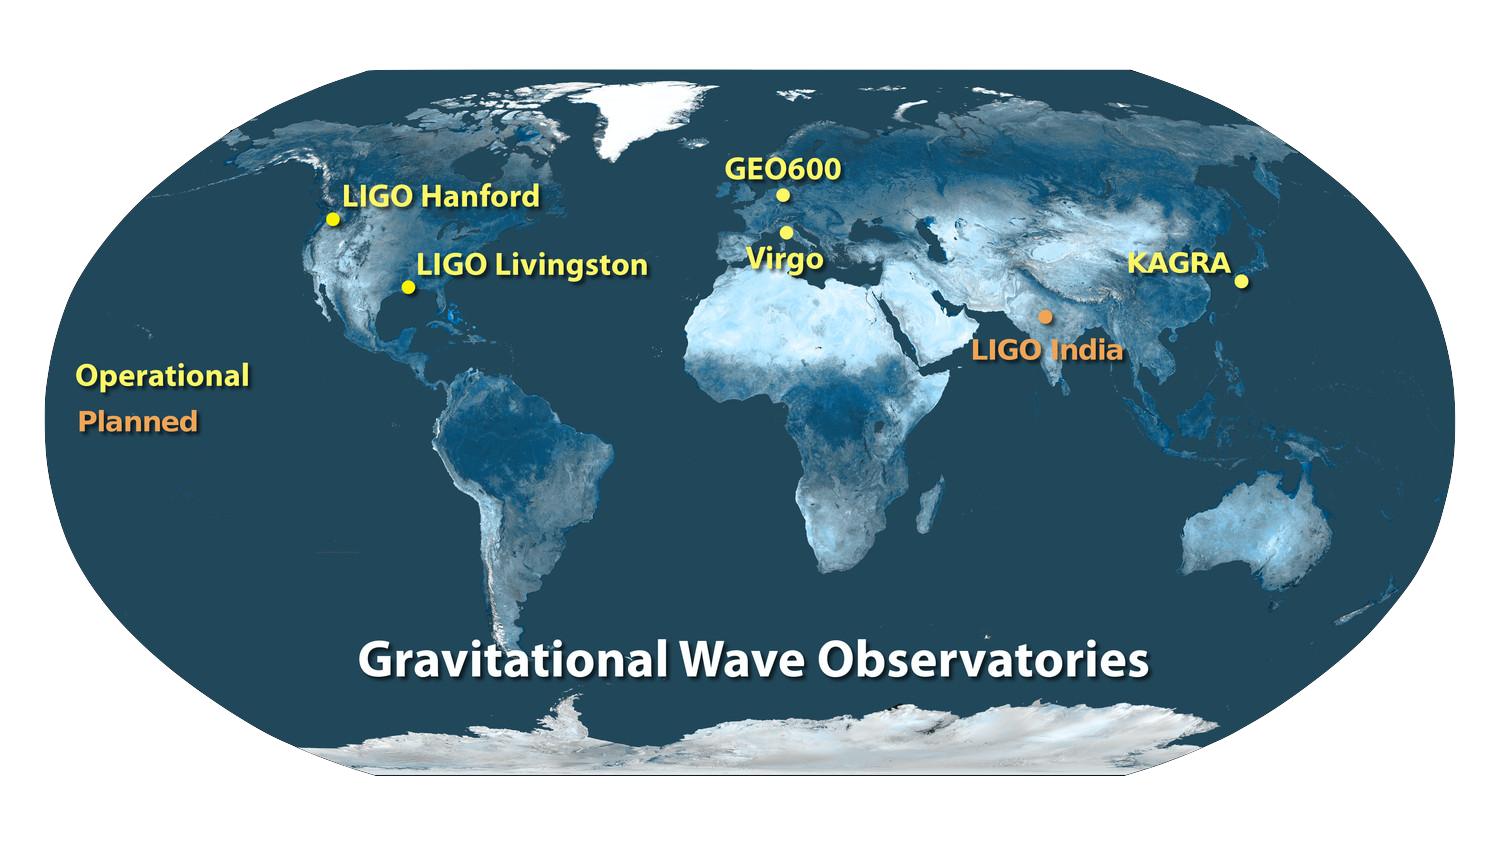 GEO600
LIGO Hanford
Virgo
LIGO Livingston
KAGRA
LIGO India
Operational
Planned
Gravitational Wave Observatories